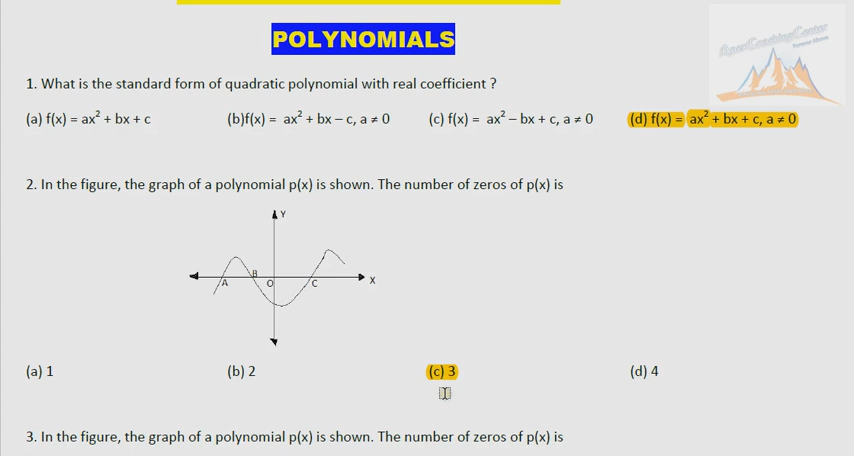 POLYNOMIALS
ApexCoachingCenter
1. What is the standard form of quadratic polynomial with real coefficient ?
(a) f(x) = ax² + bx + c (b)f(x) = ax² + bx – c, a ≠ 0 (c) f(x) = ax² – bx + c, a ≠ 0 (d) f(x) = ax² + bx + c, a ≠ 0
2. In the figure, the graph of a polynomial p(x) is shown. The number of zeros of p(x) is
Y
B
A O C X
(a) 1 (b) 2 (c) 3 (d) 4
3. In the figure, the graph of a polynomial p(x) is shown. The number of zeros of p(x) is